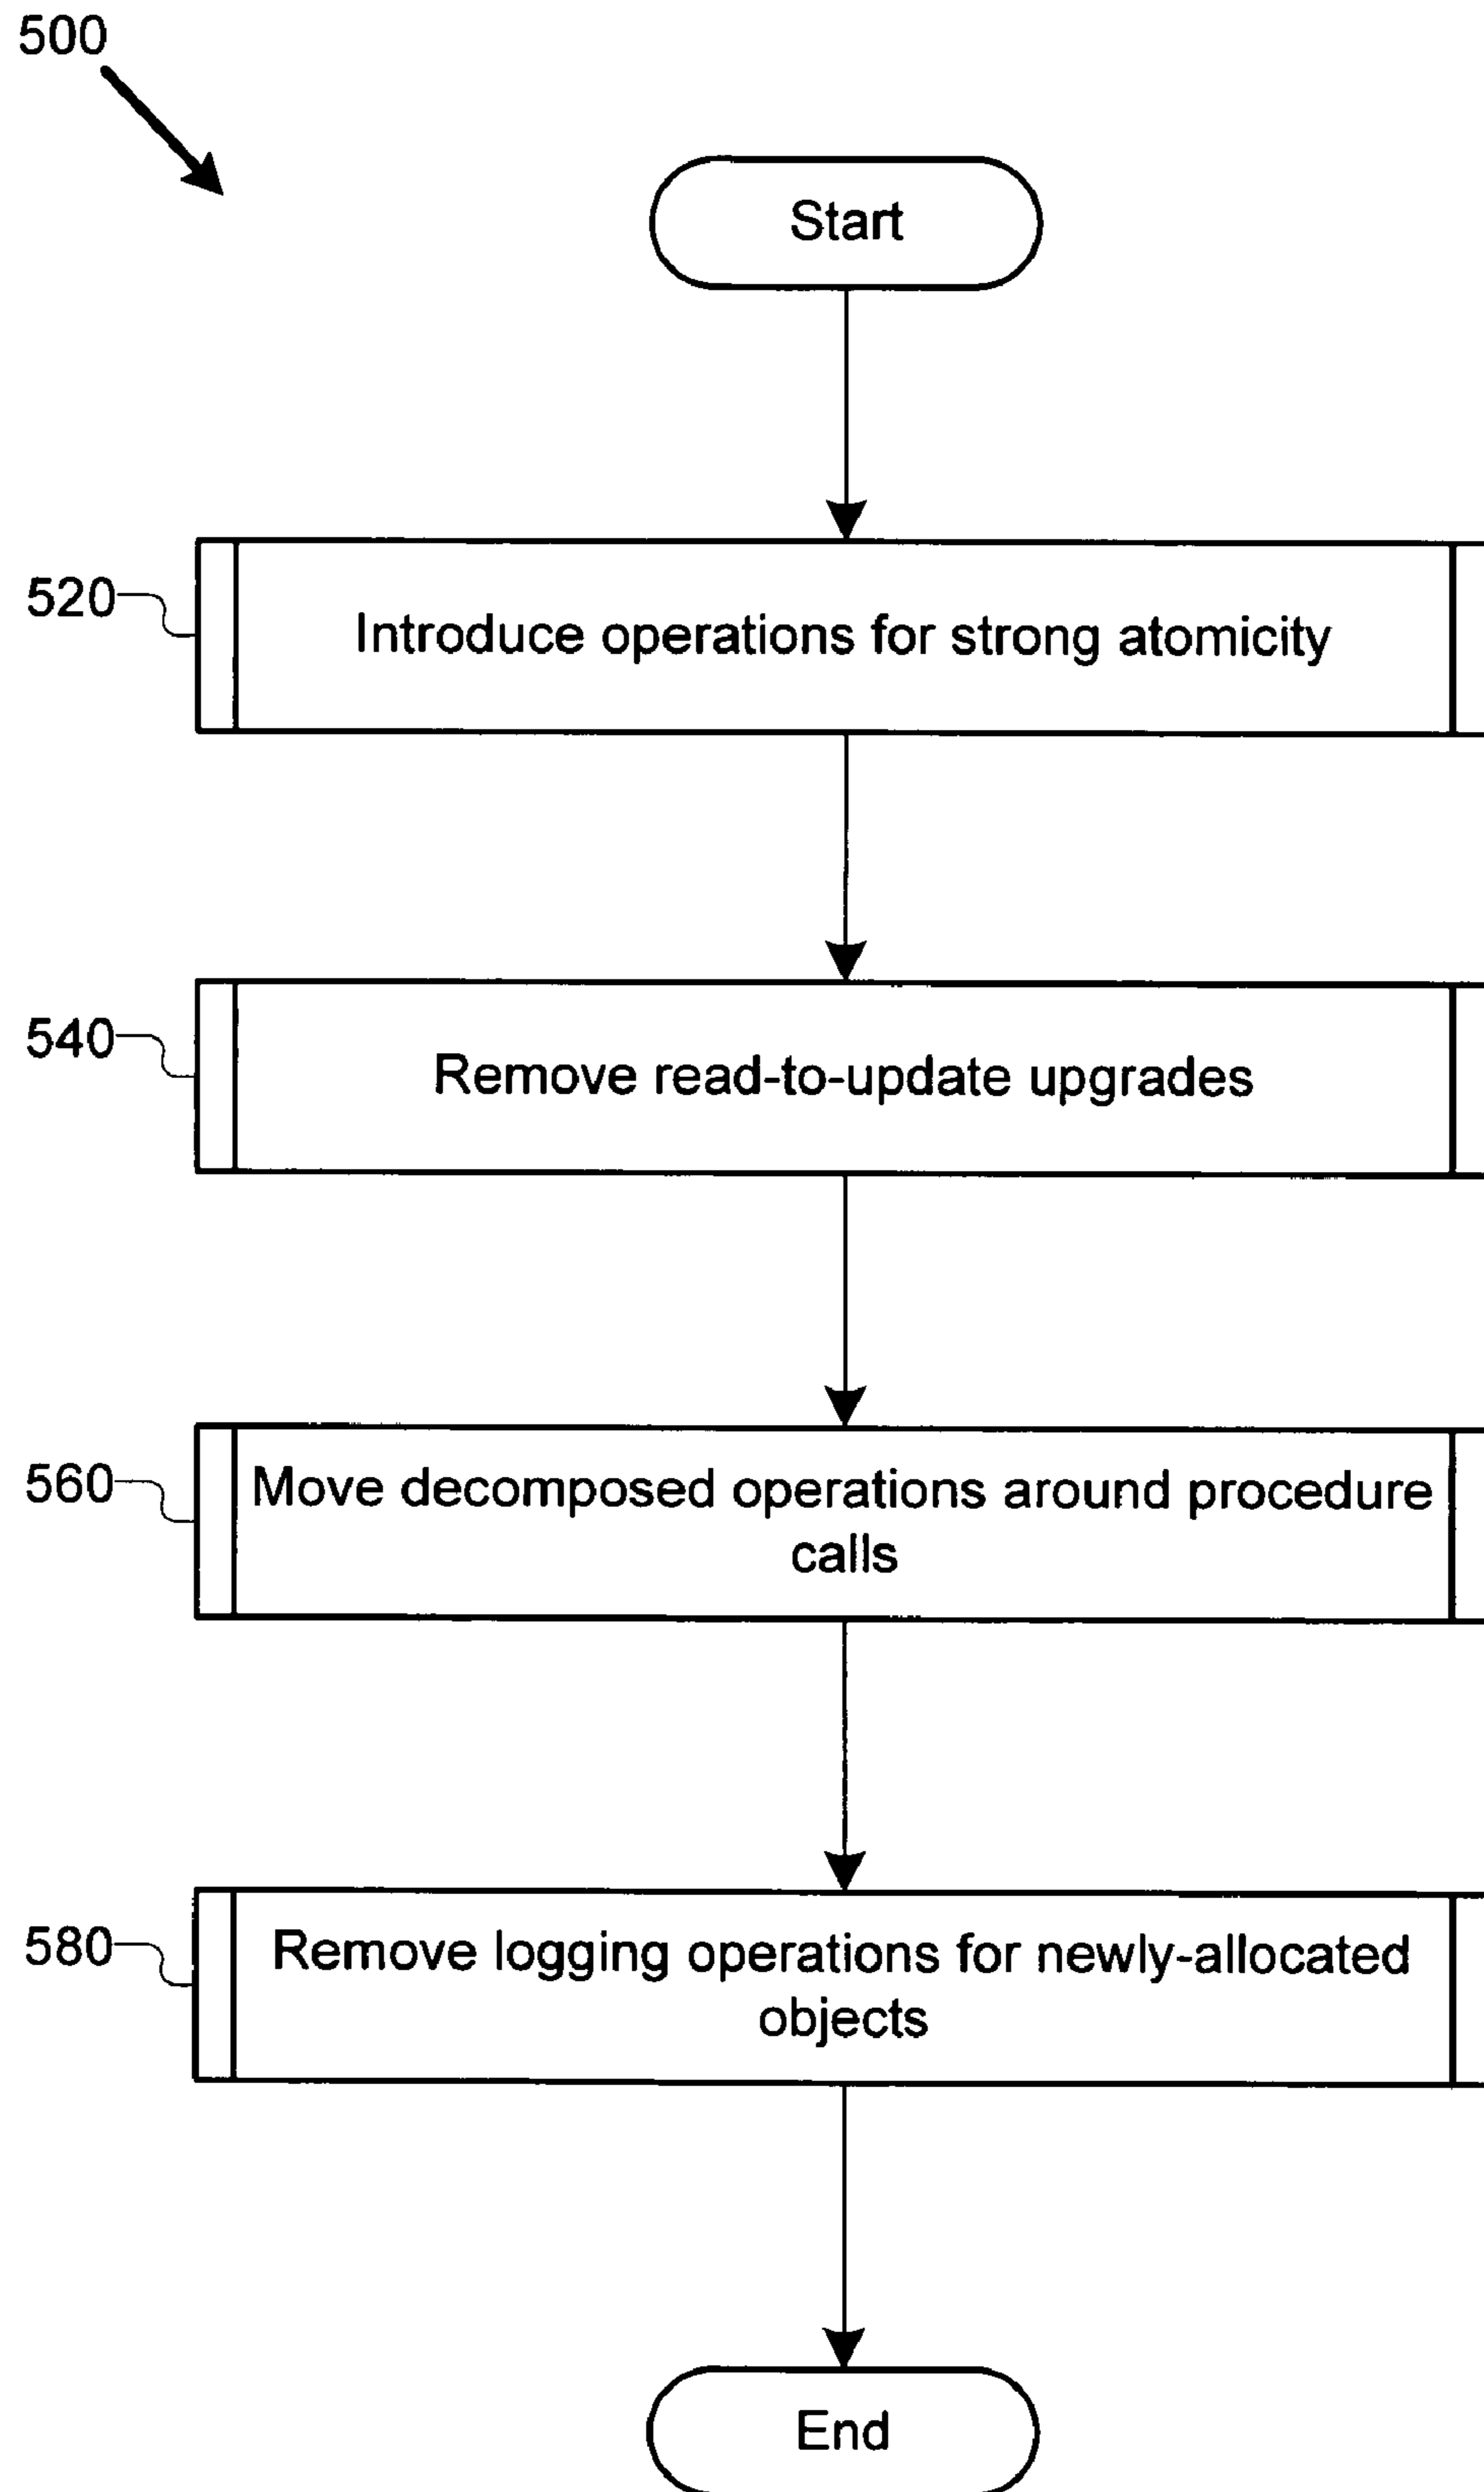 500
Start
520
Introduce operations for strong atomicity
540
Remove read-to-update upgrades
560
Move decomposed operations around procedure
calls
580
Remove logging operations for newly-allocated
objects
End